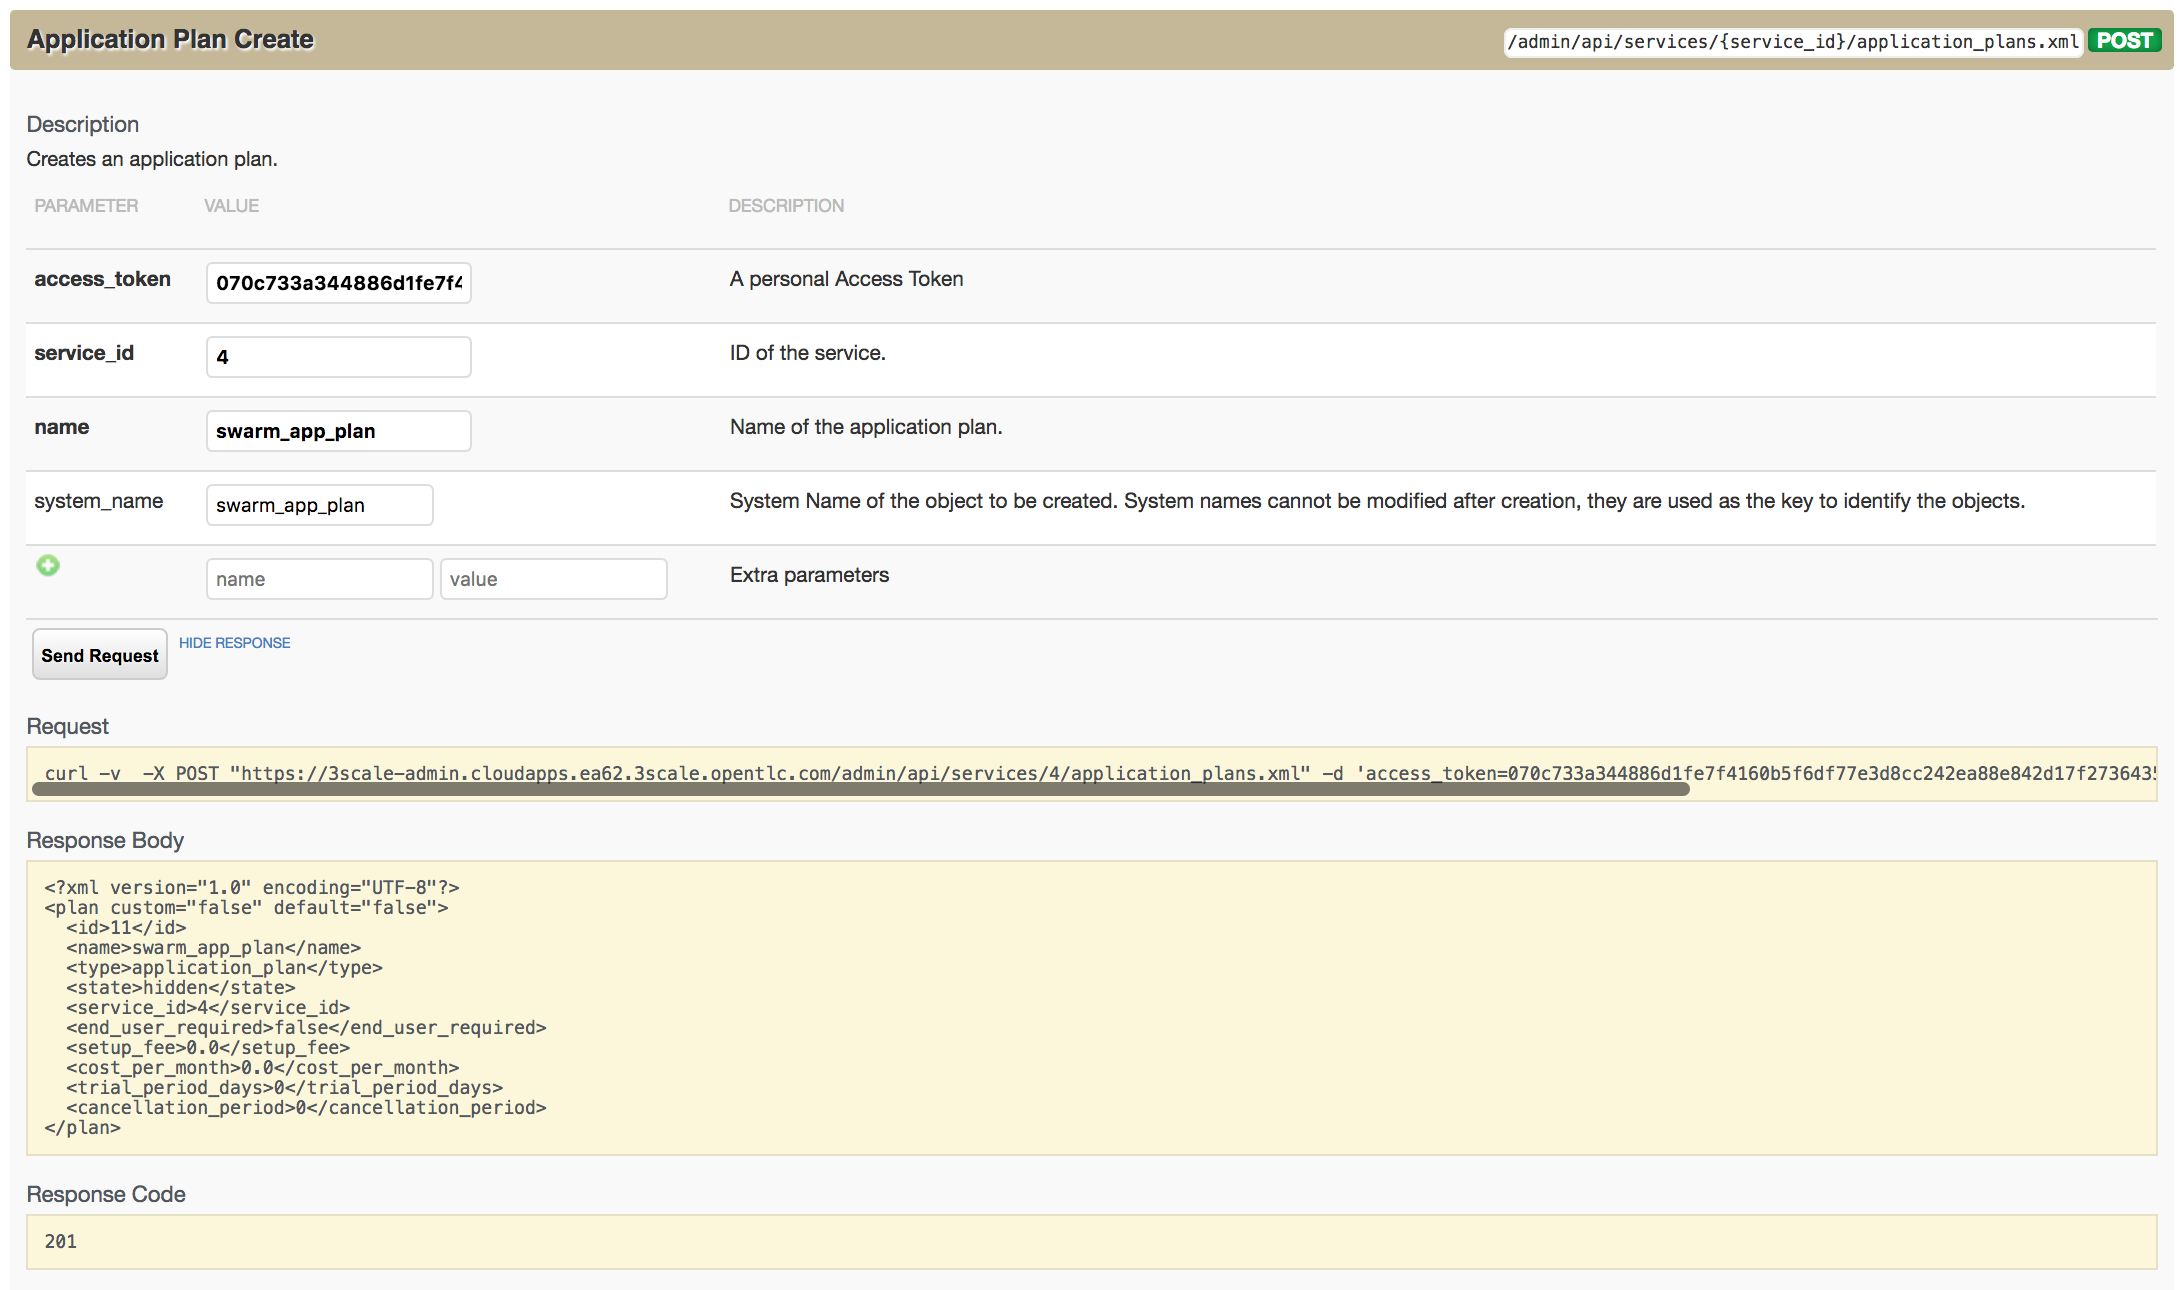 Application Plan Create
/admin/api/services/{service_id}/application_plans.xml POST
Description
Creates an application plan.
PARAMETER VALUE DESCRIPTION
access_token 070c733a344886d1fe7f4 A personal Access Token
service_id 4 ID of the service.
name swarm_app_plan Name of the application plan.
system_name swarm_app_plan System Name of the object to be created. System names cannot be modified after creation, they are used as the key to identify the objects.
name value Extra parameters
Send Request HIDE RESPONSE
Request
curl -v  -X POST "https://3scale-admin.cloudapps.ea62.3scale.opentlc.com/admin/api/services/4/application_plans.xml" -d 'access_token=070c733a344886d1fe7f4160b5f6df77e3d8cc242ea88e842d17f2736435
Response Body
<?xml version="1.0" encoding="UTF-8"?>
<plan custom="false" default="false">
  <id>11</id>
  <name>swarm_app_plan</name>
  <type>application_plan</type>
  <state>hidden</state>
  <service_id>4</service_id>
  <end_user_required>false</end_user_required>
  <setup_fee>0.0</setup_fee>
  <cost_per_month>0.0</cost_per_month>
  <trial_period_days>0</trial_period_days>
  <cancellation_period>0</cancellation_period>
</plan>
Response Code
201